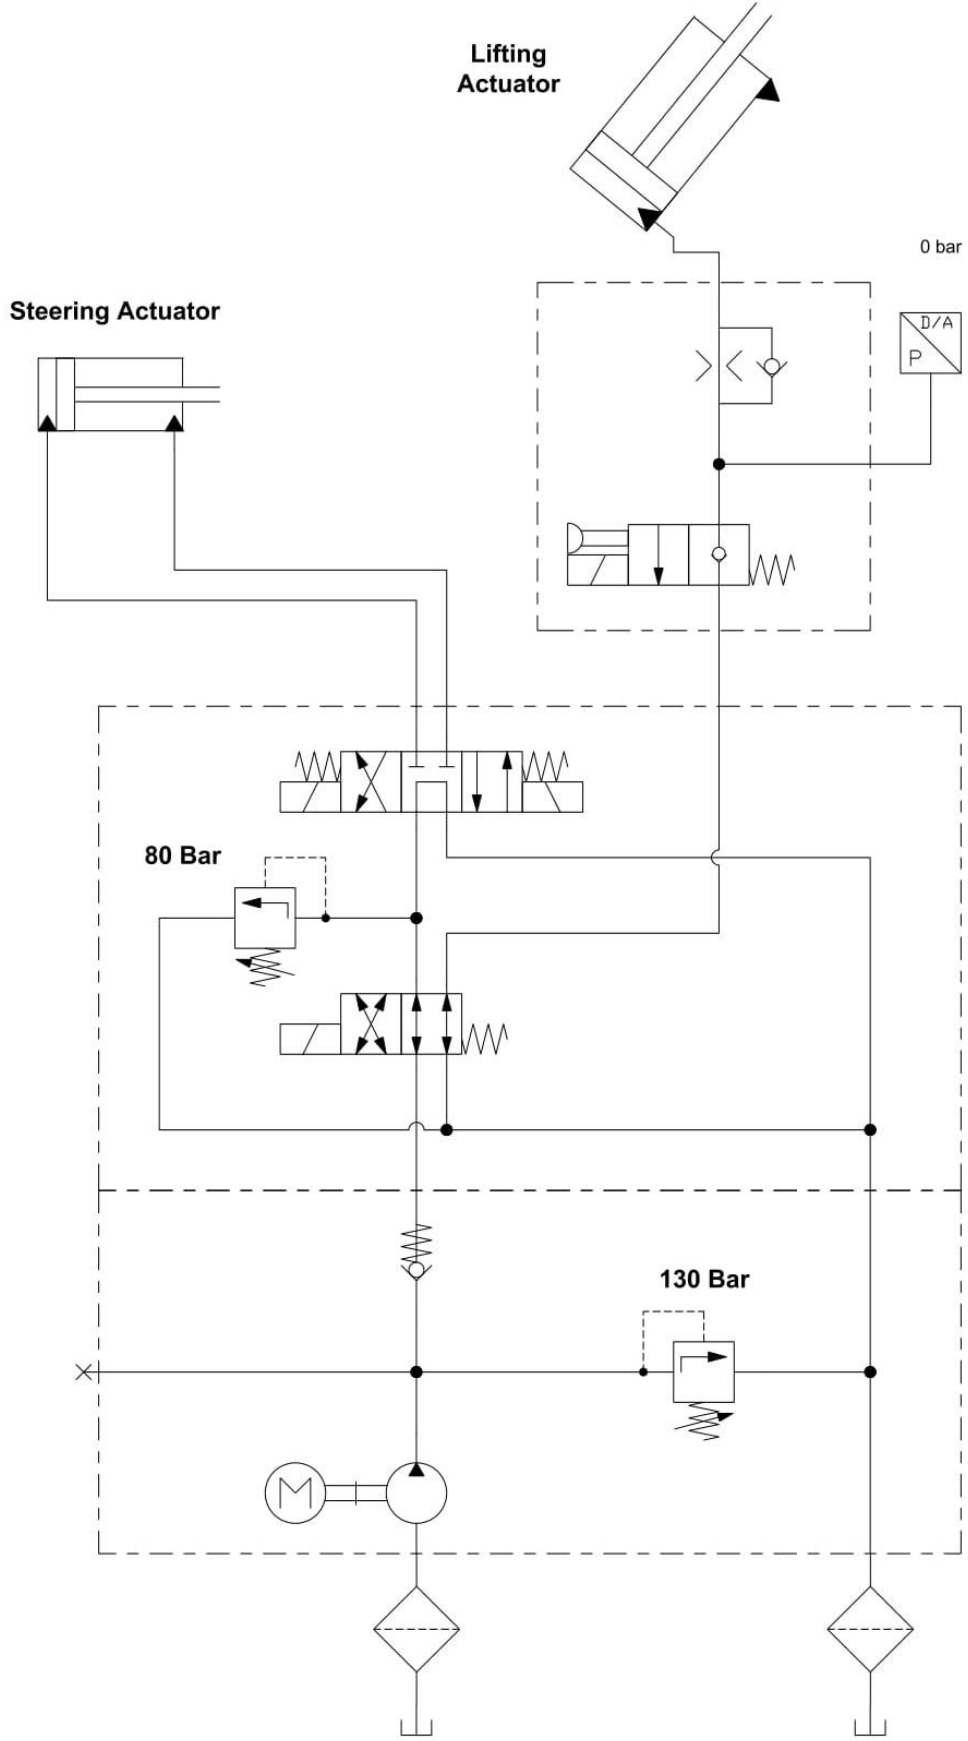 Lifting
Actuator
0 bar
Steering Actuator
D/A
P
80 Bar
130 Bar
M